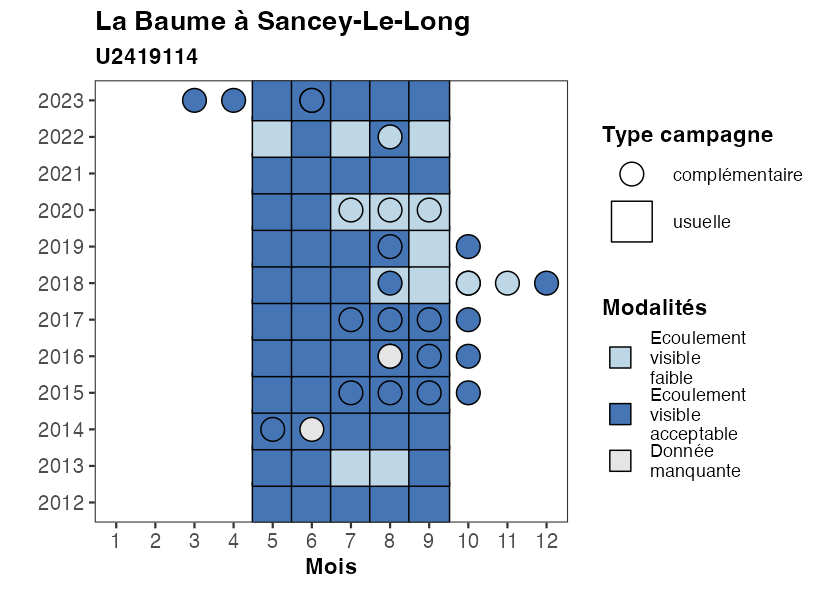 La Baume à Sancey-Le-Long
U2419114
2023
2022
2021
2020
2019
2018
2017
2016
2015
2014
2013
2012
1 2 3 4 5 6 7 8 9 10 11 12
Mois
Type campagne
complémentaire
usuelle
Modalités
Ecoulement
visible
faible
Ecoulement
visible
acceptable
Donnée
manquante